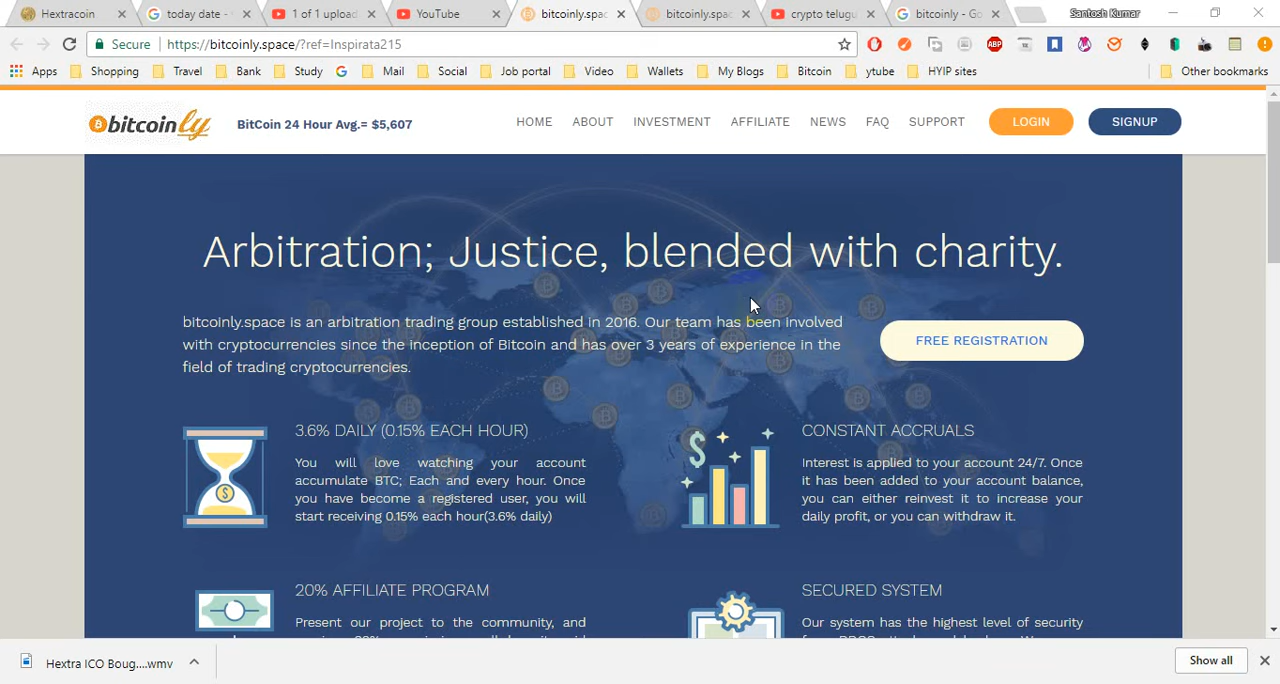 Hextracoin
today date -
1 of 1 upload
YouTube
bitcoinly.spac
bitcoinly.spac
crypto telugu
bitcoinly - Go
Santosh Kumar
Secure
https://bitcoinly.space/?ref=Inspirata215
ABP
Apps
Shopping
Travel
Bank
Study
Mail
Social
Job portal
Video
Wallets
My Blogs
Bitcoin
ytube
HYIP sites
Other bookmarks
bitcoinly
BitCoin 24 Hour Avg.= $5,607
HOME
ABOUT
INVESTMENT
AFFILIATE
NEWS
FAQ
SUPPORT
LOGIN
SIGNUP
Arbitration; Justice, blended with charity.
bitcoinly.space is an arbitration trading group established in 2016. Our team has been involved
with cryptocurrencies since the inception of Bitcoin and has over 3 years of experience in the
field of trading cryptocurrencies.
FREE REGISTRATION
3.6% DAILY (0.15% EACH HOUR)
You will love watching your account
accumulate BTC; Each and every hour. Once
you have become a registered user, you will
start receiving 0.15% each hour(3.6% daily)
CONSTANT ACCRUALS
Interest is applied to your account 24/7. Once
it has been added to your account balance,
you can either reinvest it to increase your
daily profit, or you can withdraw it.
20% AFFILIATE PROGRAM
Present our project to the community, and
SECURED SYSTEM
Our system has the highest level of security
Hextra ICO Boug....wmv
Show all